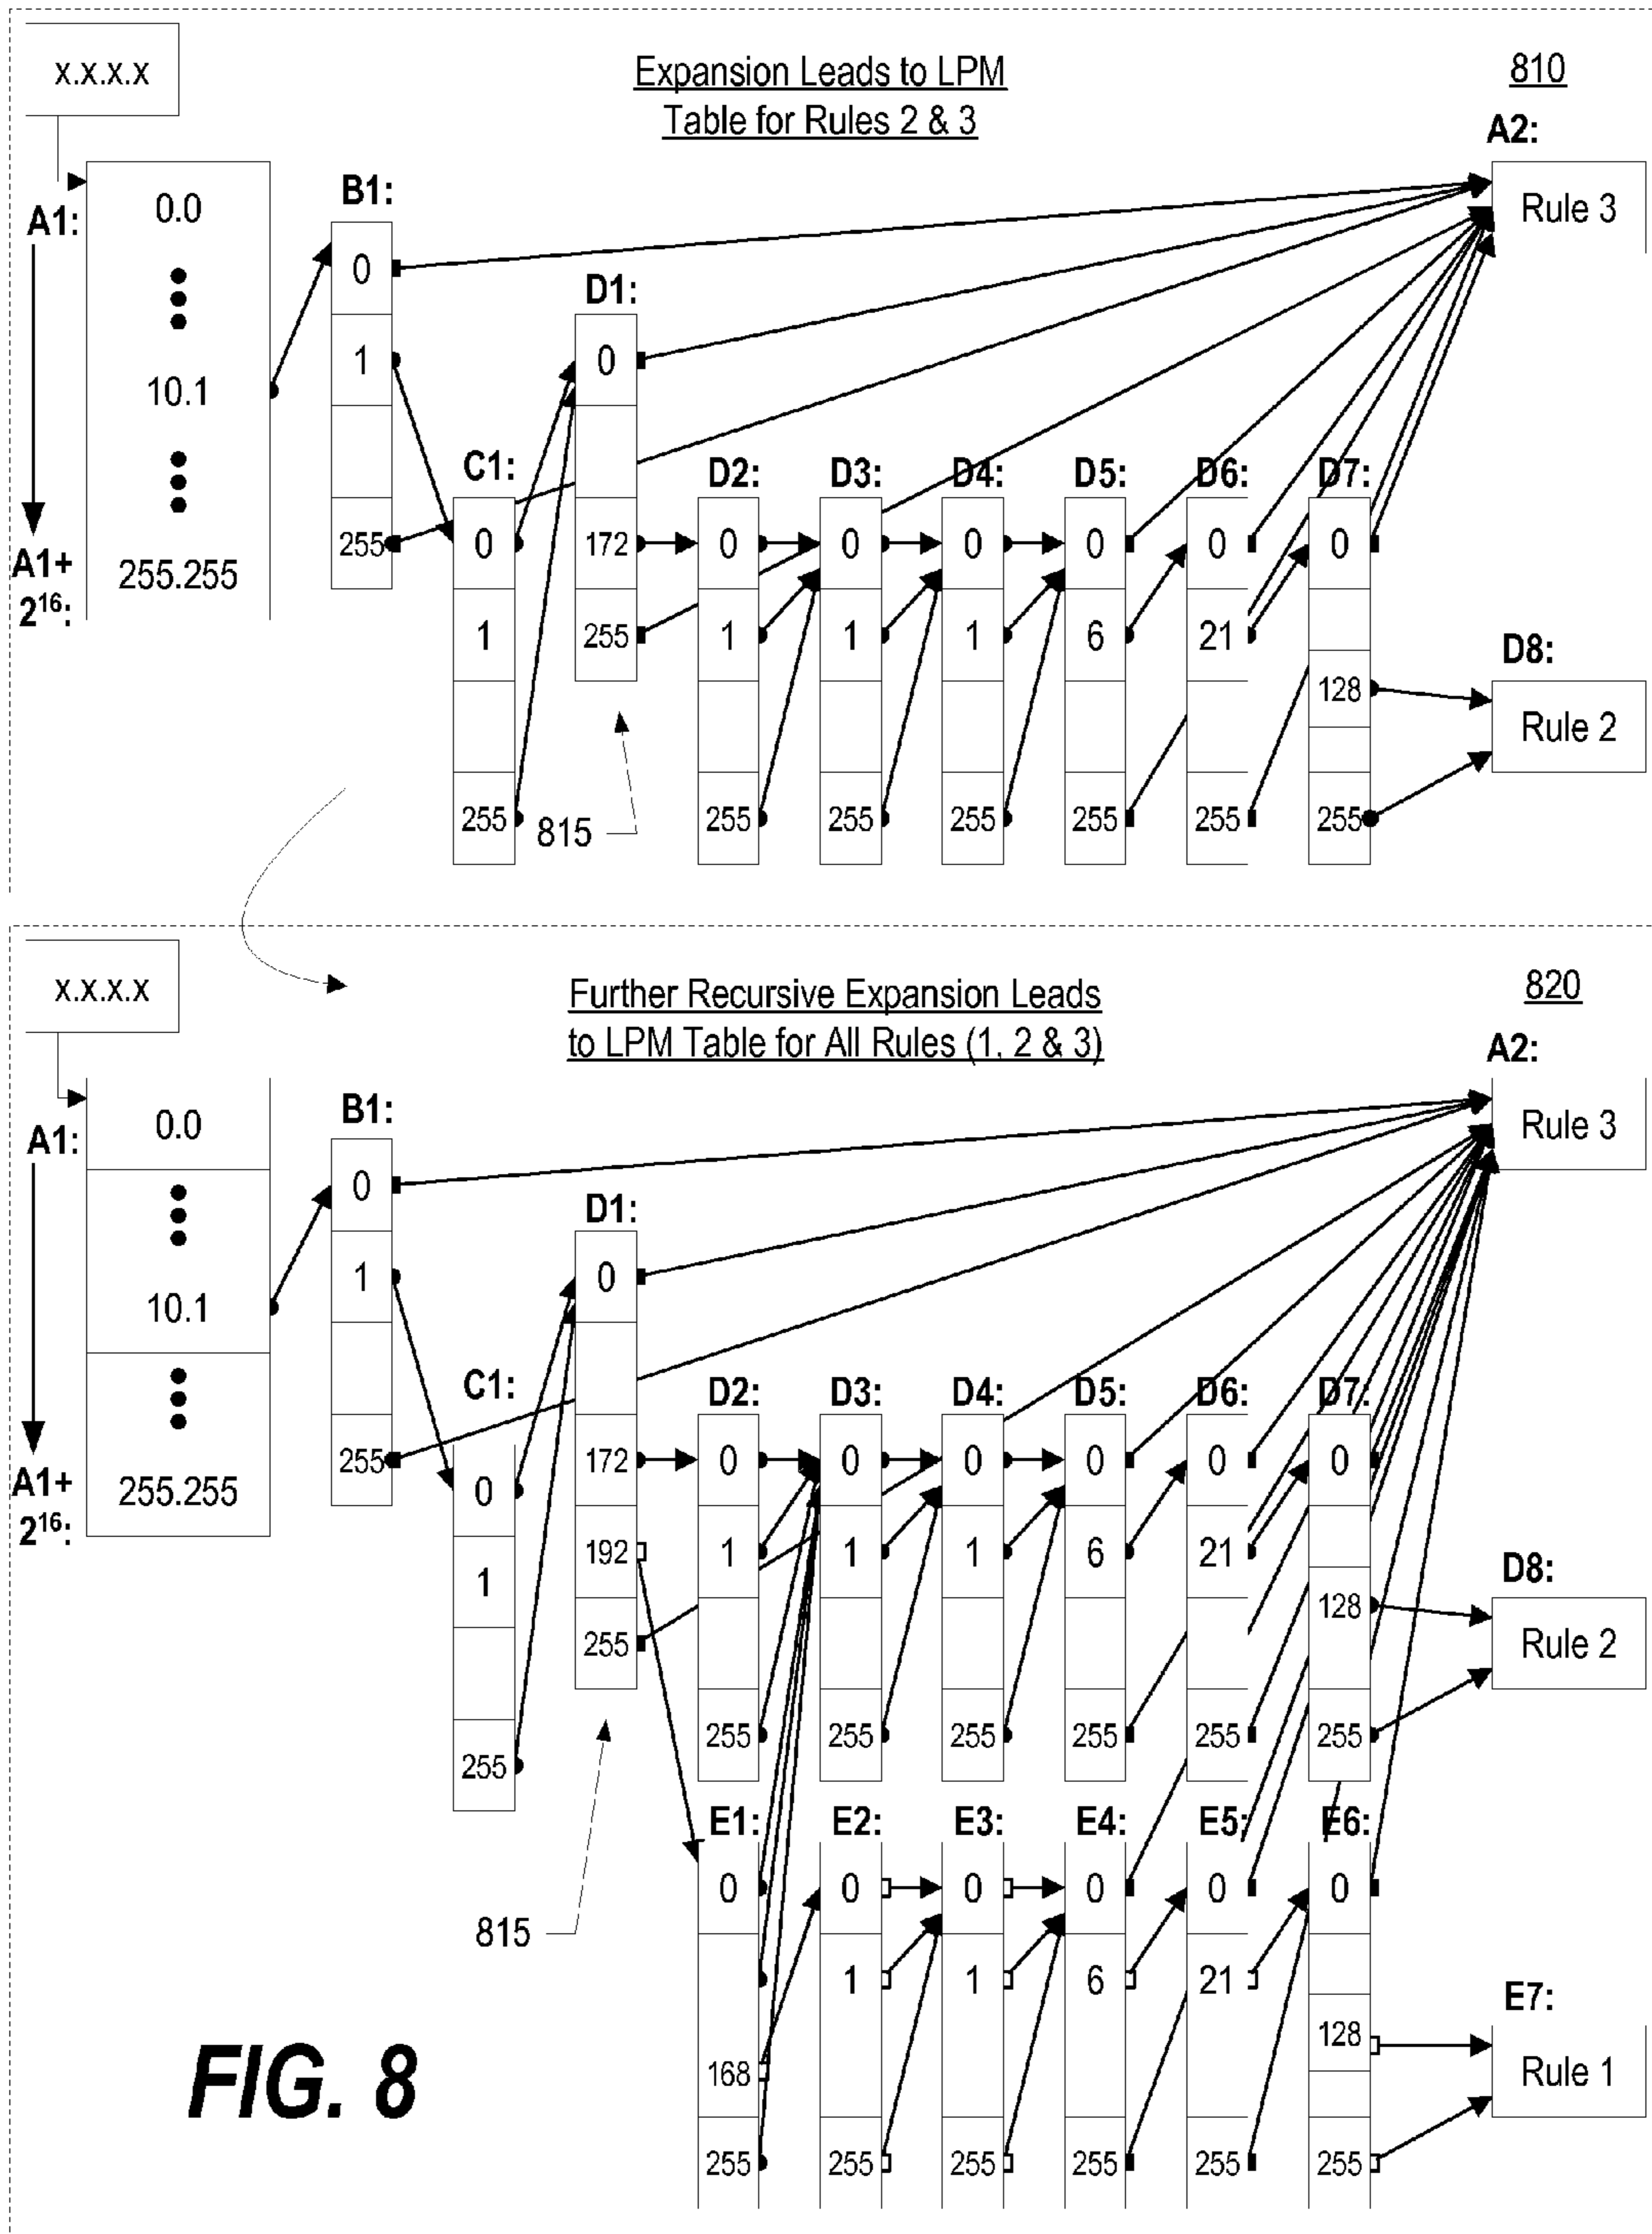 x.x.x.x
Expansion Leads to LPM
Table for Rules 2 & 3
810
A2:
Rule 3
A1:
0.0
10.1
255.255
A1+
2¹⁶:
B1:
0
1
255
C1:
0
1
255
D1:
0
172
255
815
D2:
0
1
255
D3:
0
1
255
D4:
0
1
255
D5:
0
6
255
D6:
0
21
255
D7:
0
128
255
D8:
Rule 2
x.x.x.x
Further Recursive Expansion Leads
to LPM Table for All Rules (1, 2 & 3)
820
A2:
Rule 3
A1:
0.0
10.1
255.255
A1+
2¹⁶:
B1:
0
1
255
C1:
0
1
255
D1:
0
172
192
255
815
D2:
0
1
255
D3:
0
1
255
D4:
0
1
255
D5:
0
6
255
D6:
0
21
255
D7:
0
128
255
D8:
Rule 2
E1:
0
168
255
E2:
0
1
255
E3:
0
1
255
E4:
0
6
255
E5:
0
21
255
E6:
0
128
255
E7:
Rule 1
FIG. 8